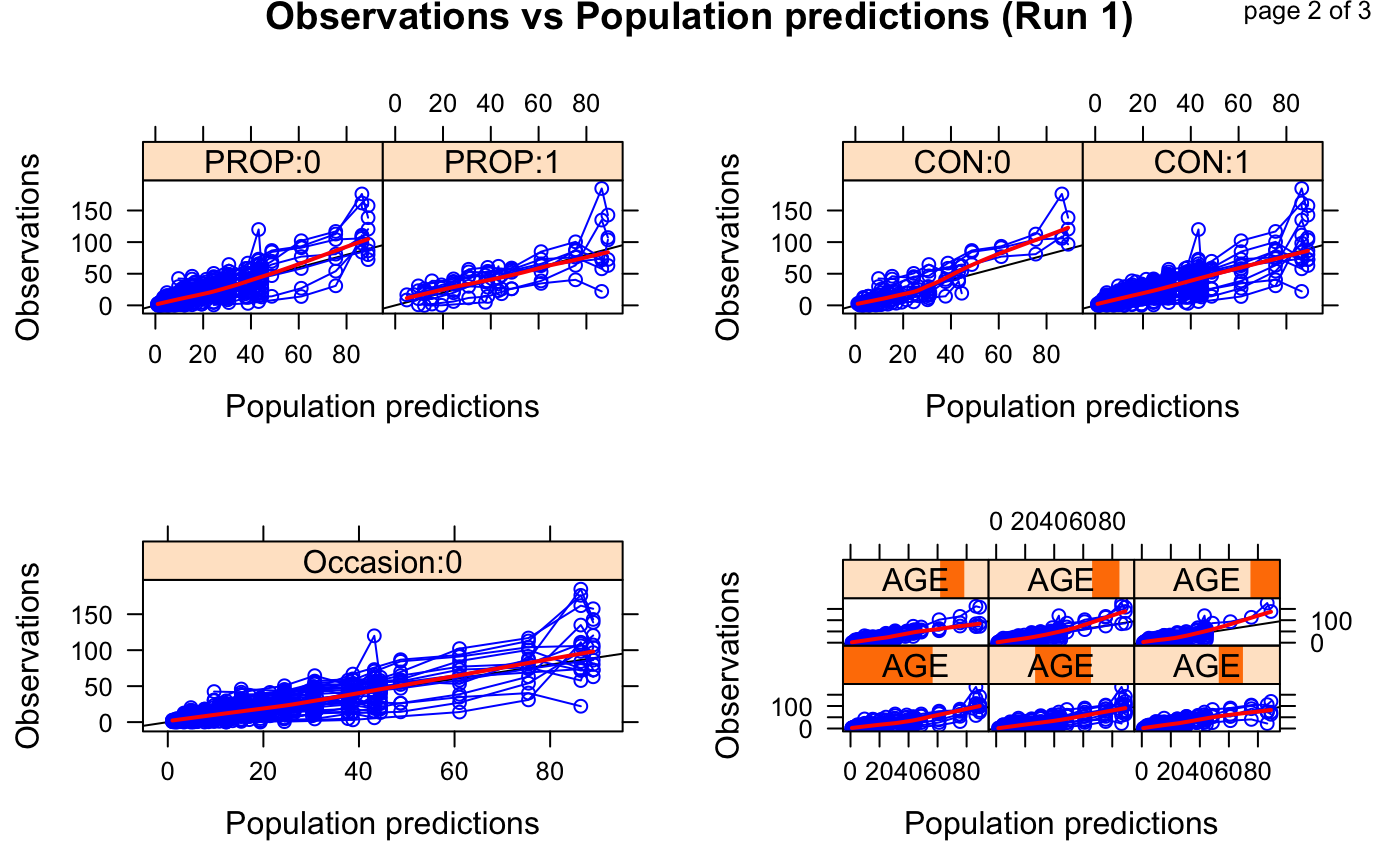 Observations vs Population predictions (Run 1)
page 2 of 3
0 20 40 60 80
PROP:0 PROP:1
Observations
150
100
50
0
0 20 40 60 80
Population predictions
0 20 40 60 80
CON:0 CON:1
Observations
150
100
50
0
0 20 40 60 80
Population predictions
Occasion:0
Observations
150
100
50
0
0 20 40 60 80
Population predictions
0 20406080
AGE AGE AGE
100
0
AGE AGE AGE
Observations
100
0
0 20406080 0 20406080
Population predictions